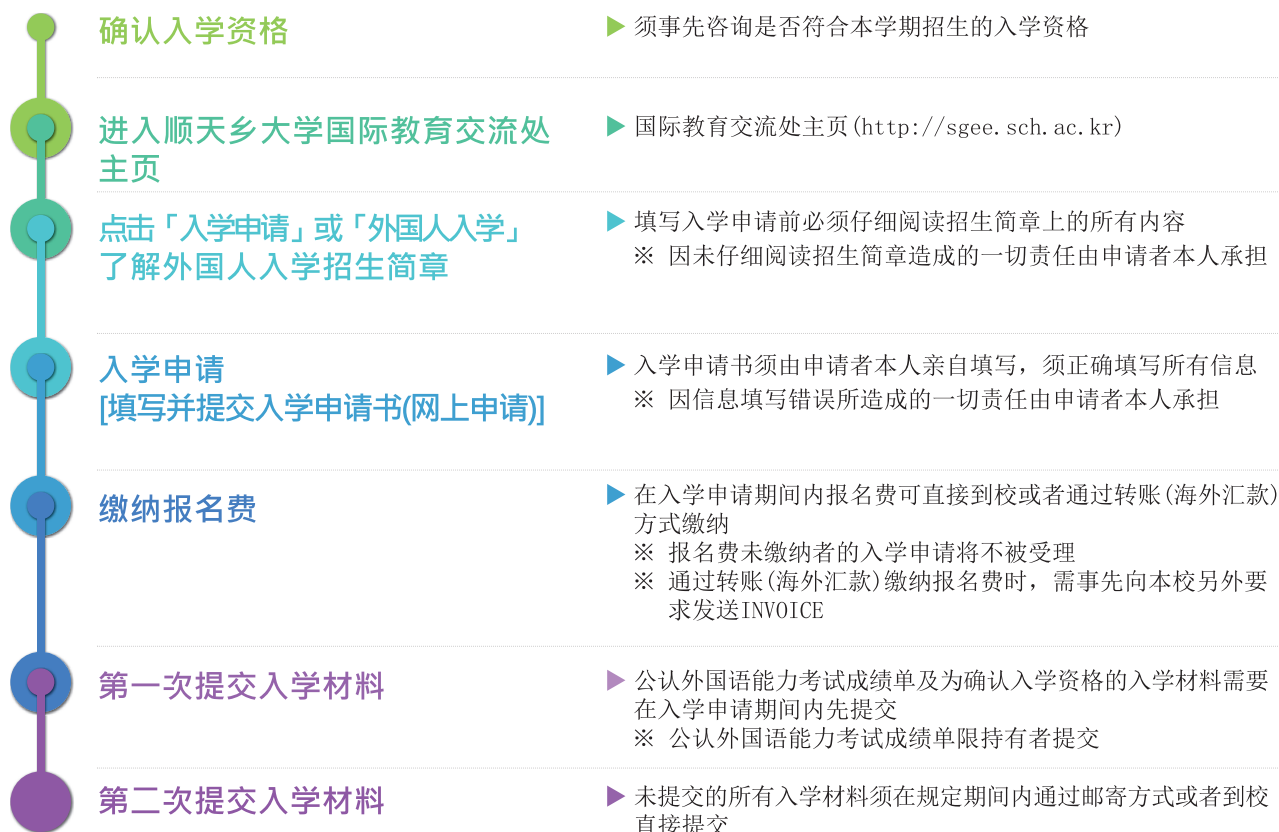 确认入学资格
▶ 须事先咨询是否符合本学期招生的入学资格
进入顺天乡大学国际教育交流处
主页
▶ 国际教育交流处主页(http://sgee.sch.ac.kr)
点击「入学申请」或「外国人入学」
了解外国人入学招生简章
▶ 填写入学申请前必须仔细阅读招生简章上的所有内容
※ 因未仔细阅读招生简章造成的一切责任由申请者本人承担
入学申请
[填写并提交入学申请书(网上申请)]
▶ 入学申请书须由申请者本人亲自填写，须正确填写所有信息
※ 因信息填写错误所造成的一切责任由申请者本人承担
缴纳报名费
▶ 在入学申请期间内报名费可直接到校或者通过转账(海外汇款)
方式缴纳
※ 报名费未缴纳者的入学申请将不被受理
※ 通过转账(海外汇款)缴纳报名费时，需事先向本校另外要
求发送INVOICE
第一次提交入学材料
▶ 公认外国语能力考试成绩单及为确认入学资格的入学材料需要
在入学申请期间内先提交
※ 公认外国语能力考试成绩单限持有者提交
第二次提交入学材料
▶ 未提交的所有入学材料须在规定期间内通过邮寄方式或者到校
直接提交